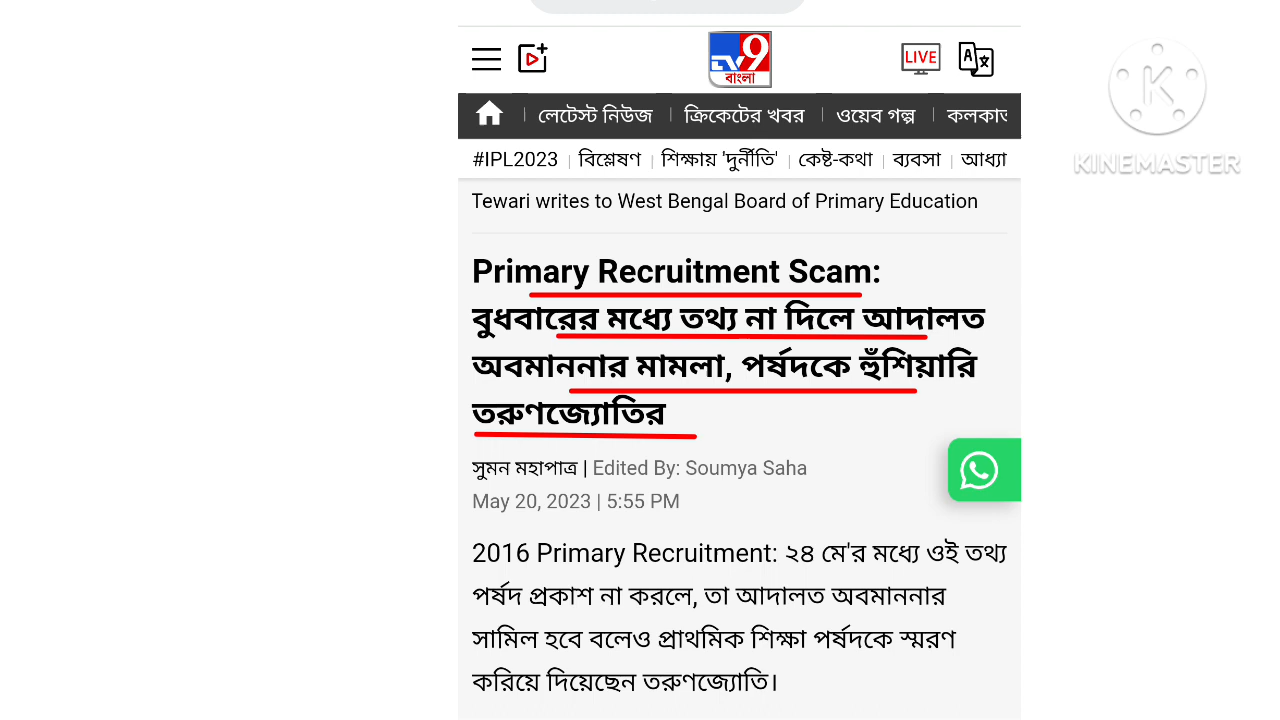 TV9
বাংলা
LIVE
K
KINEMASTER
লেটেস্ট নিউজ | ক্রিকেটের খবর | ওয়েব গল্প |
#IPL2023 | বিশ্লেষণ | শিক্ষায় 'দুর্নীতি' | কেষ্ট-কথা | ব্যবসা |
Tewari writes to West Bengal Board of Primary Education
Primary Recruitment Scam:
বুধবারের মধ্যে তথ্য না দিলে আদালত
অবমাননার মামলা, পর্ষদকে হুঁশিয়ারি
তরুণজ্যোতির
সুমন মহাপাত্র | Edited By: Soumya Saha
May 20, 2023 | 5:55 PM
2016 Primary Recruitment: ২৪ মে'র মধ্যে ওই তথ্য
পর্ষদ প্রকাশ না করলে, তা আদালত অবমাননার
সামিল হবে বলেও প্রাথমিক শিক্ষা পর্ষদকে স্মরণ
করিয়ে দিয়েছেন তরুণজ্যোতি।